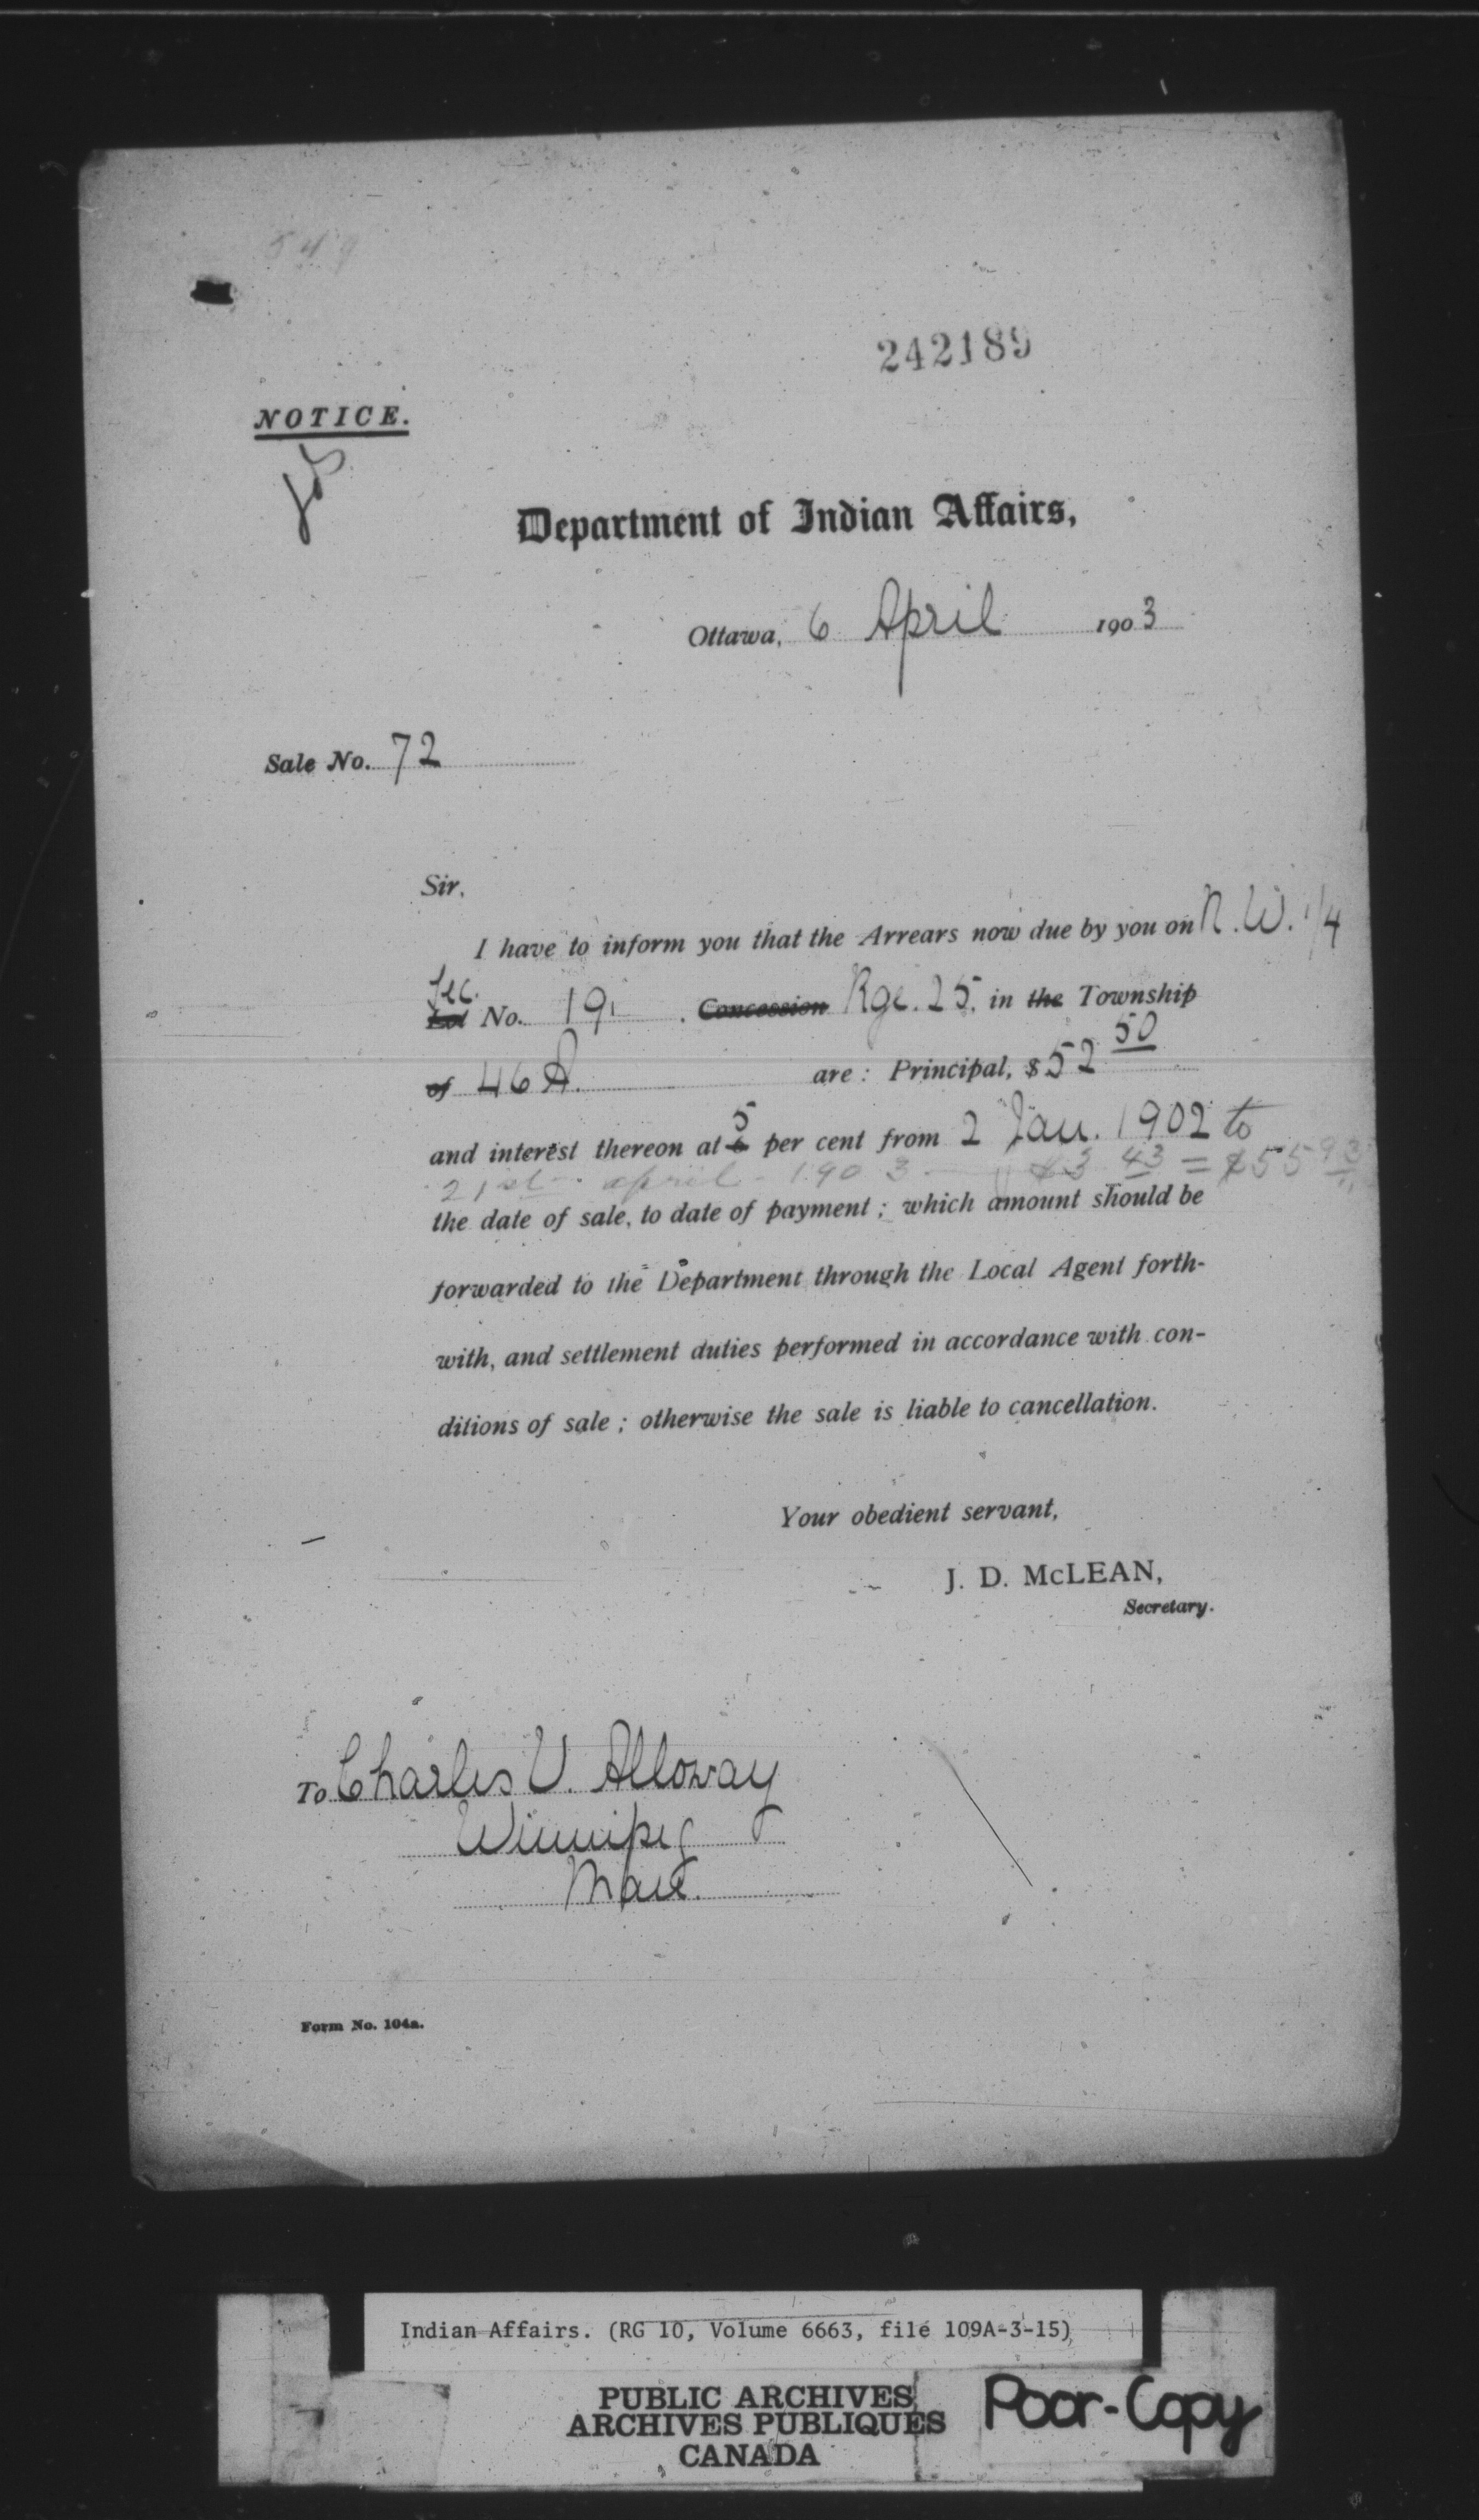 549
242189
NOTICE.
Department of Indian Affairs,
Ottawa, 6 April 1903
Sale No. 72
Sir,
I have to inform you that the Arrears now due by you on N.W. 1/4
Sec.
Lot No. 19, Concession Rge. 25, in the Township
of 46A. are: Principal, $52 50
and interest thereon at 6 5 per cent from 2 Jan. 1902 to
21st april 1903 $3 43 = $55 93
the date of sale, to date of payment; which amount should be
forwarded to the Department through the Local Agent forth-
with, and settlement duties performed in accordance with con-
ditions of sale; otherwise the sale is liable to cancellation.
Your obedient servant,
J. D. McLEAN,
Secretary.
To Charles V. Alloway
Winnipeg
Man.
Form No. 104a.
Indian Affairs. (RG 10, Volume 6663, file 109A-3-15)
PUBLIC ARCHIVES
ARCHIVES PUBLIQUES
CANADA
Poor-Copy